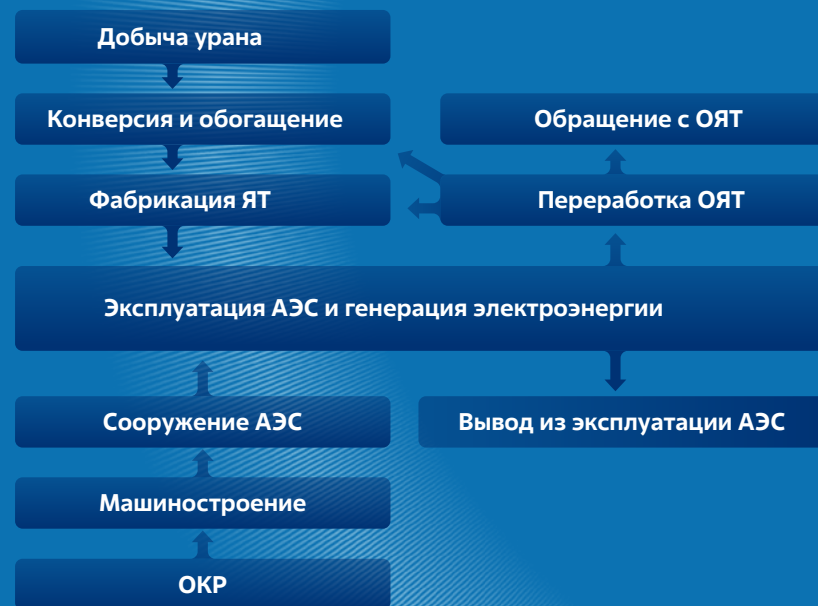 Добыча урана
Конверсия и обогащение
Обращение с ОЯТ
Фабрикация ЯТ
Переработка ОЯТ
Эксплуатация АЭС и генерация электроэнергии
Сооружение АЭС
Вывод из эксплуатации АЭС
Машиностроение
ОКР